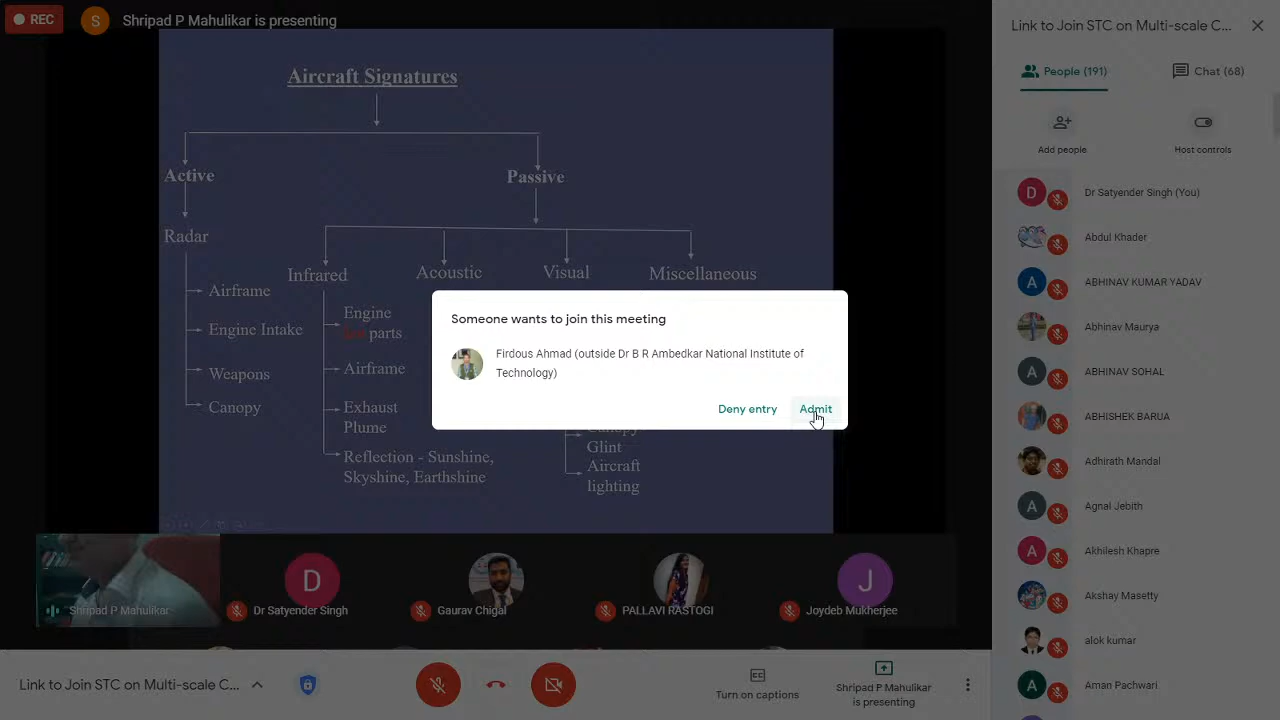 REC
S
Shripad P Mahulikar is presenting
Aircraft Signatures
Active
Passive
Radar
Infrared
Acoustic
Visual
Miscellaneous
Airframe
Engine Intake
Weapons
Canopy
Engine
parts
Airframe
Exhaust
Plume
Reflection - Sunshine,
Skyshine, Earthshine
Canopy
Glint
Aircraft
lighting
Someone wants to join this meeting
Firdous Ahmad (outside Dr B R Ambedkar National Institute of
Technology)
Deny entry
Admit
Shripad P Mahulikar
D
Dr Satyender Singh
Gaurav Chigal
PALLAVI RASTOGI
J
Joydeb Mukherjee
Link to Join STC on Multi-scale C...
Turn on captions
Shripad P Mahulikar
is presenting
Link to Join STC on Multi-scale C...
People (191)
Chat (68)
Add people
Host controls
D
Dr Satyender Singh (You)
Abdul Khader
A
ABHINAV KUMAR YADAV
Abhinav Maurya
A
ABHINAV SOHAL
ABHISHEK BARUA
Adhirath Mandal
A
Agnal Jebith
A
Akhilesh Khapre
Akshay Masetty
alok kumar
A
Aman Pachwari